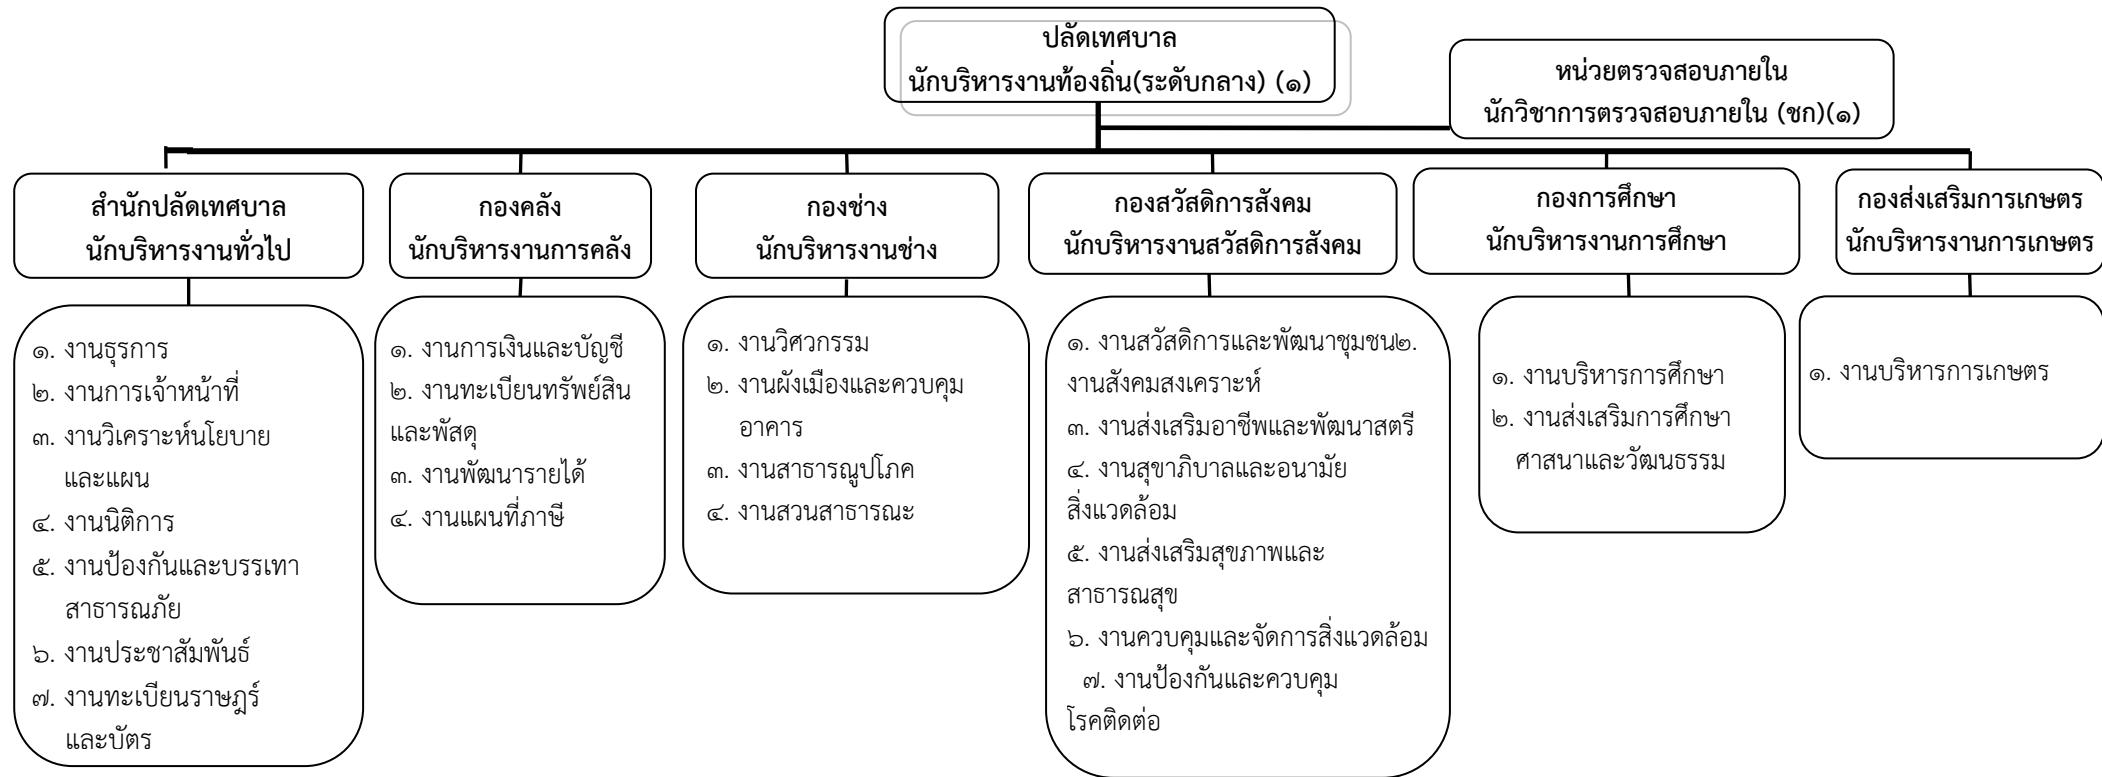 ปลัดเทศบาล
นักบริหารงานท้องถิ่น(ระดับกลาง) (๑)
หน่วยตรวจสอบภายใน
นักวิชาการตรวจสอบภายใน (ชก)(๑)
สำนักปลัดเทศบาล
นักบริหารงานทั่วไป
กองคลัง
นักบริหารงานการคลัง
กองช่าง
นักบริหารงานช่าง
กองสวัสดิการสังคม
นักบริหารงานสวัสดิการสังคม
กองการศึกษา
นักบริหารงานการศึกษา
กองส่งเสริมการเกษตร
นักบริหารงานการเกษตร
๑. งานธุรการ
๒. งานการเจ้าหน้าที่
๓. งานวิเคราะห์นโยบาย
และแผน
๔. งานนิติการ
๕. งานป้องกันและบรรเทา
สาธารณภัย
๖. งานประชาสัมพันธ์
๗. งานทะเบียนราษฎร์
และบัตร
๑. งานการเงินและบัญชี
๒. งานทะเบียนทรัพย์สิน
และพัสดุ
๓. งานพัฒนารายได้
๔. งานแผนที่ภาษี
๑. งานวิศวกรรม
๒. งานผังเมืองและควบคุม
อาคาร
๓. งานสาธารณูปโภค
๔. งานสวนสาธารณะ
๑. งานสวัสดิการและพัฒนาชุมชน๒.
งานสังคมสงเคราะห์
๓. งานส่งเสริมอาชีพและพัฒนาสตรี
๔. งานสุขาภิบาลและอนามัย
สิ่งแวดล้อม
๕. งานส่งเสริมสุขภาพและ
สาธารณสุข
๖. งานควบคุมและจัดการสิ่งแวดล้อม
๗. งานป้องกันและควบคุม
โรคติดต่อ
๑. งานบริหารการศึกษา
๒. งานส่งเสริมการศึกษา
ศาสนาและวัฒนธรรม
๑. งานบริหารการเกษตร